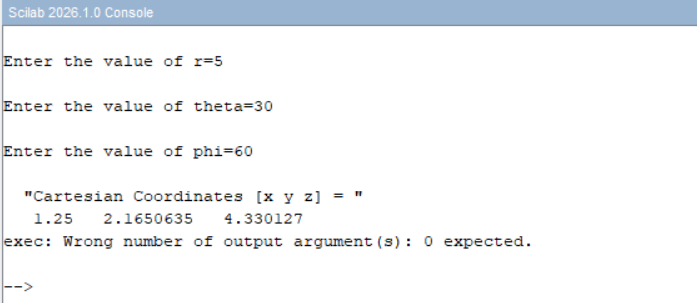 Scilab 2026.1.0 Console
Enter the value of r=5
Enter the value of theta=30
Enter the value of phi=60
"Cartesian Coordinates [x y z] = "
1.25 2.1650635 4.330127
exec: Wrong number of output argument(s): 0 expected.
-->